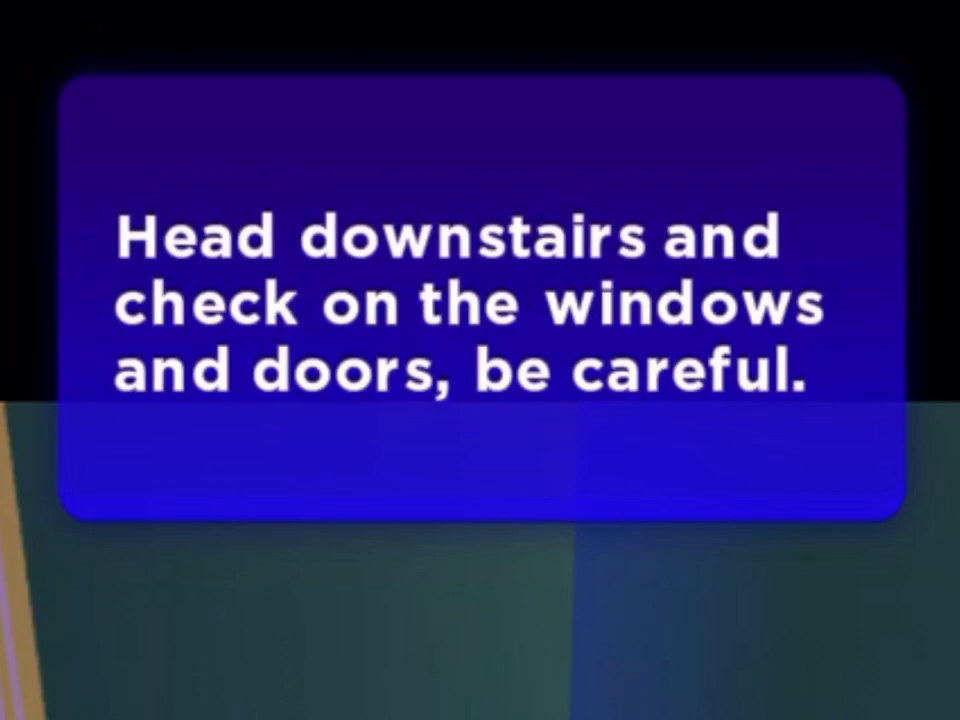 Head downstairs and
check on the windows
and doors, be careful.